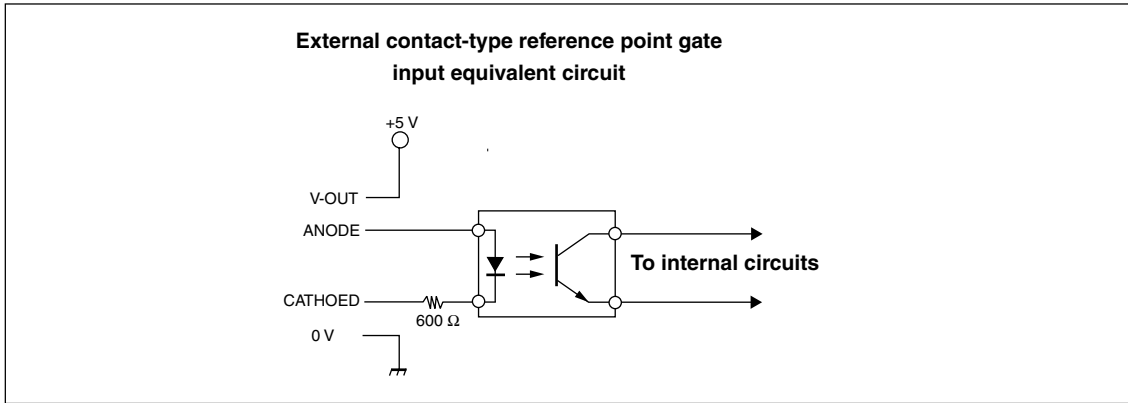 External contact-type reference point gate
input equivalent circuit
+5 V
V-OUT
ANODE
To internal circuits
CATHOED
600 Ω
0 V